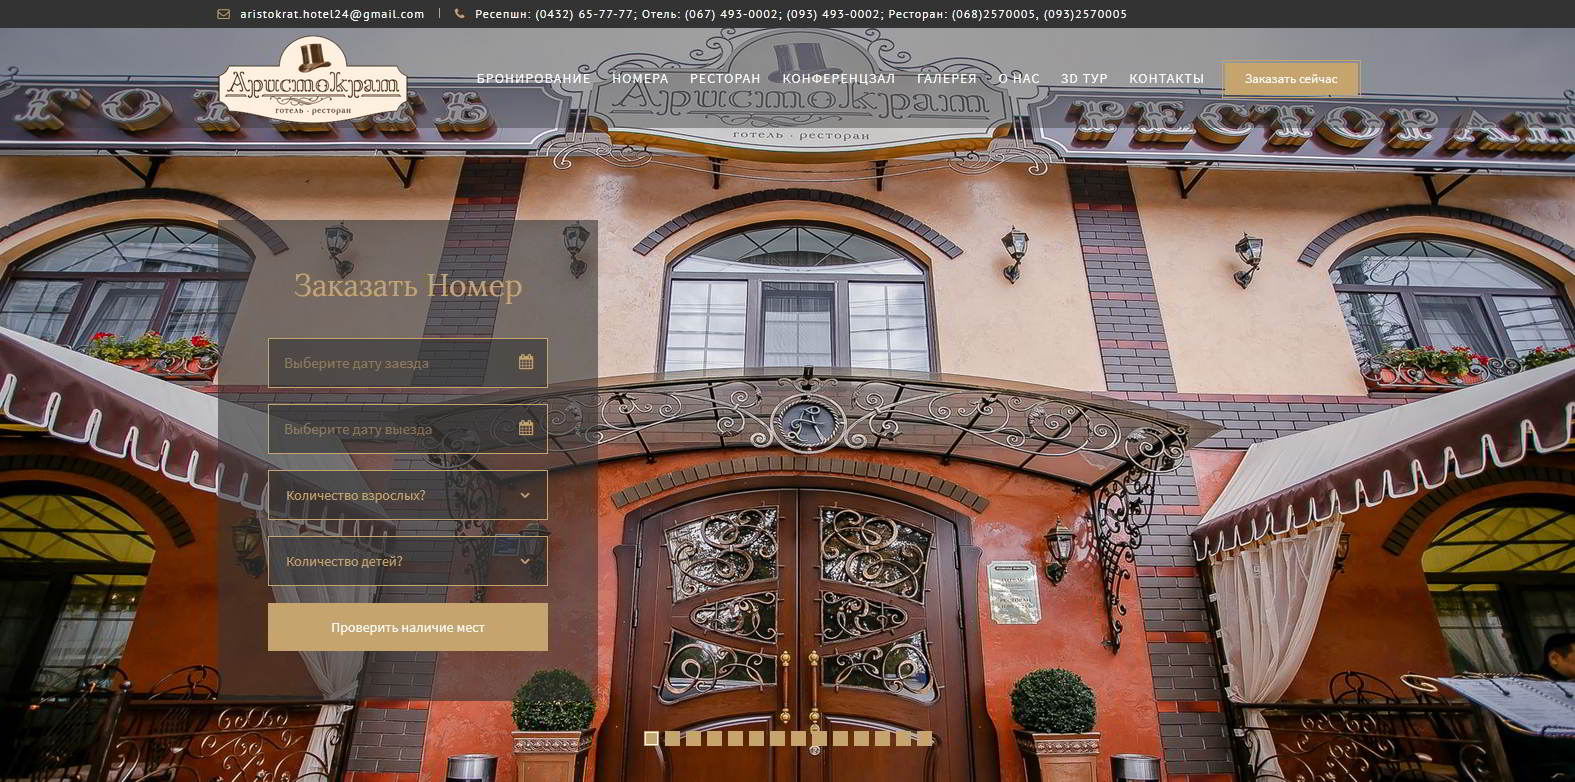 aristokrat.hotel24@gmail.com | Ресепшн: (0432) 65-77-77; Отель: (067) 493-0002; (093) 493-0002; Ресторан: (068)2570005, (093)2570005
Аристократ
готель · ресторан
БРОНИРОВАНИЕ НОМЕРА РЕСТОРАН КОНФЕРЕНЦЗАЛ ГАЛЕРЕЯ О НАС 3D ТУР КОНТАКТЫ Заказать сейчас
ГОТЕЛЬ
Аристократ
готель · ресторан
РЕСТОРАН
Заказать Номер
Выберите дату заезда
Выберите дату выезда
Количество взрослых?
Количество детей?
Проверить наличие мест